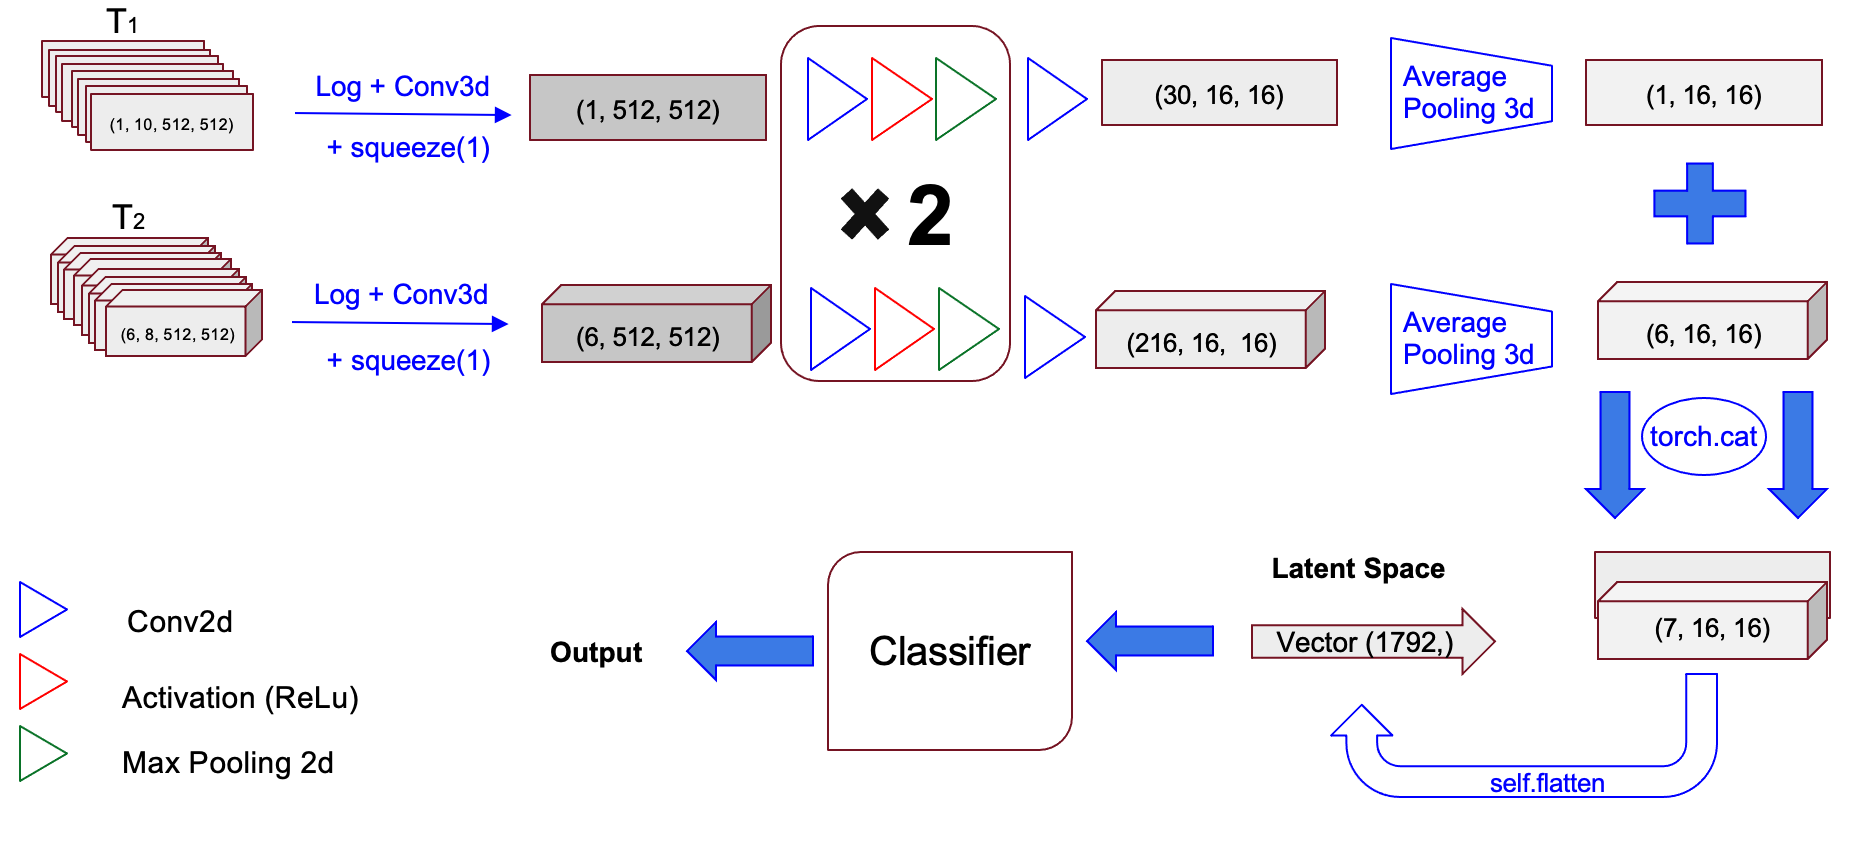 T1
(1, 10, 512, 512)
Log + Conv3d
+ squeeze(1)
(1, 512, 512)
(30, 16, 16)
Average
Pooling 3d
(1, 16, 16)
✖ 2
T2
(6, 8, 512, 512)
Log + Conv3d
+ squeeze(1)
(6, 512, 512)
(216, 16, 16)
Average
Pooling 3d
(6, 16, 16)
torch.cat
(7, 16, 16)
self.flatten
Latent Space
Vector (1792,)
Classifier
Output
Conv2d
Activation (ReLu)
Max Pooling 2d